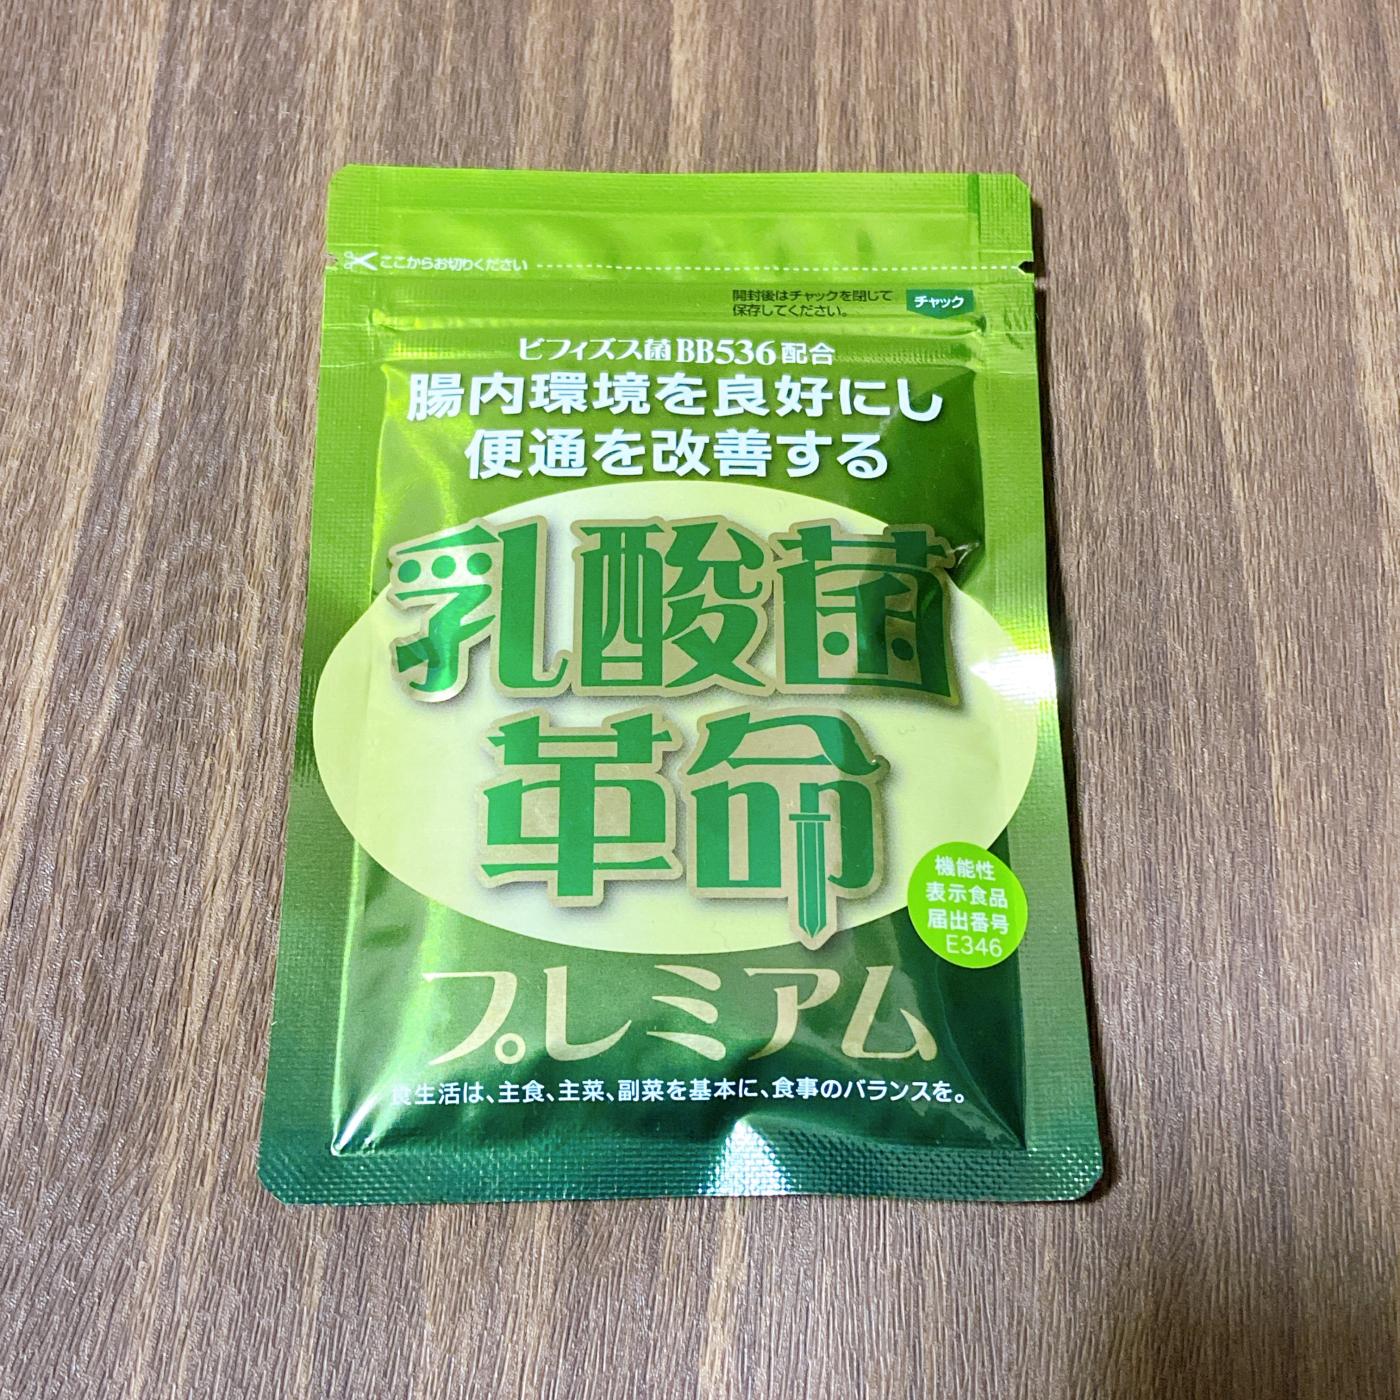 ここからお切りください
開封後はチャックを閉じて
保存してください。
チャック
ビフィズス菌BB536配合
腸内環境を良好にし
便通を改善する
乳酸菌
革命
機能性
表示食品
届出番号
E346
プレミアム
食生活は、主食、主菜、副菜を基本に、食事のバランスを。